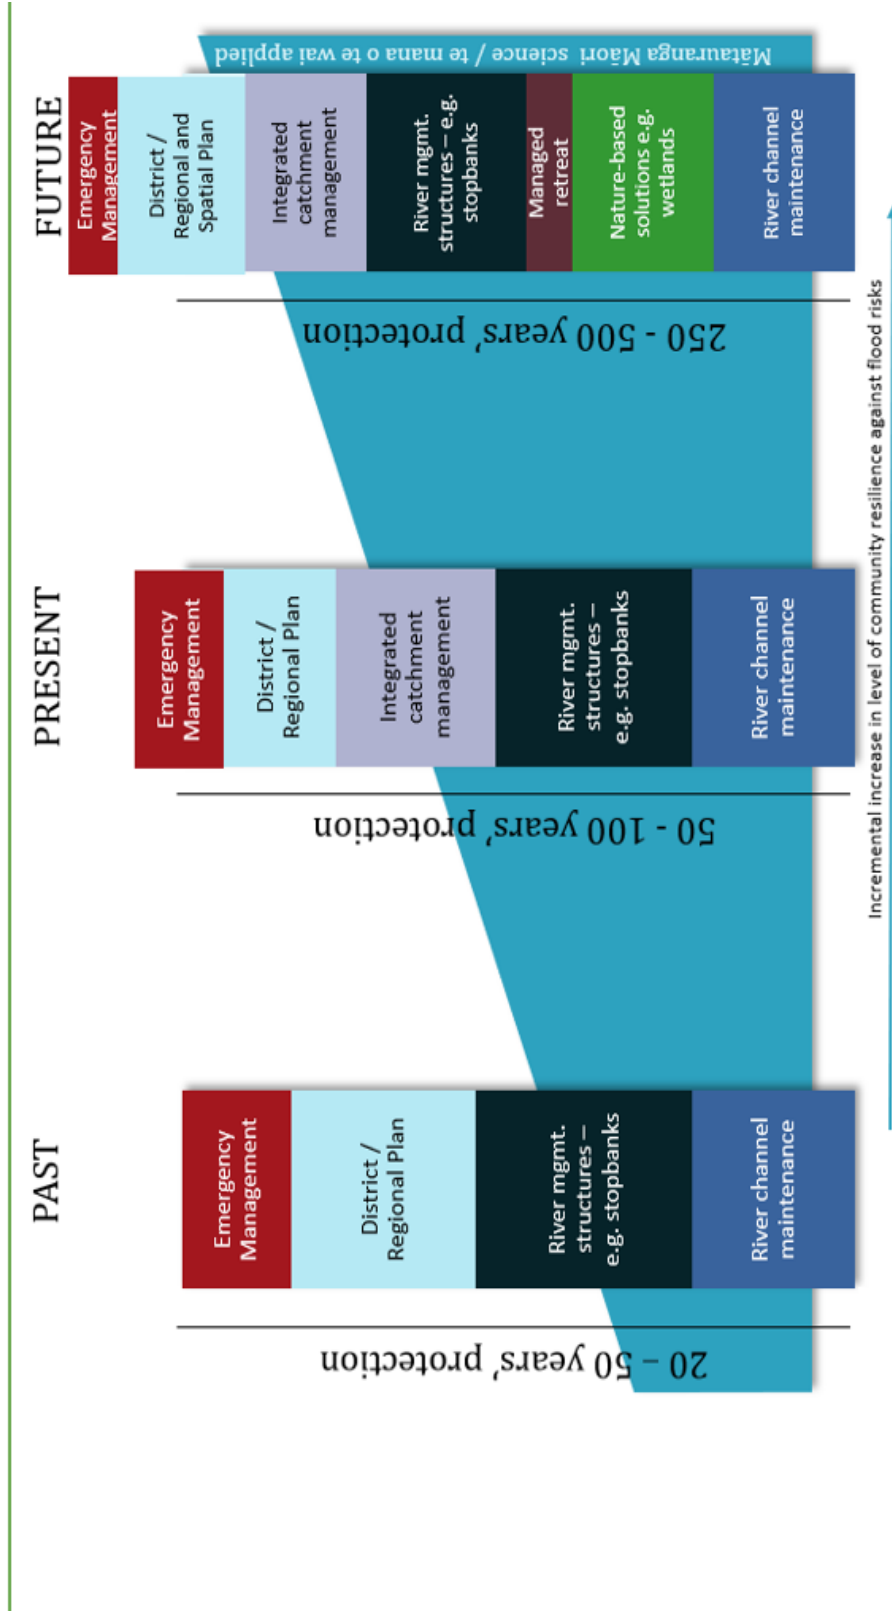 PAST
PRESENT
FUTURE
20 – 50 years' protection
Emergency
Management
District /
Regional Plan
River mgmt.
structures –
e.g. stopbanks
River channel
maintenance
50 - 100 years' protection
Emergency
Management
District /
Regional Plan
Integrated
catchment
management
River mgmt.
structures –
e.g. stopbanks
River channel
maintenance
250 - 500 years' protection
Emergency
Management
District /
Regional and
Spatial Plan
Integrated
catchment
management
River mgmt.
structures – e.g.
stopbanks
Managed
retreat
Nature-based
solutions e.g.
wetlands
River channel
maintenance
Mātauranga Māori science / te mana o te wai applied
Incremental increase in level of community resilience against flood risks